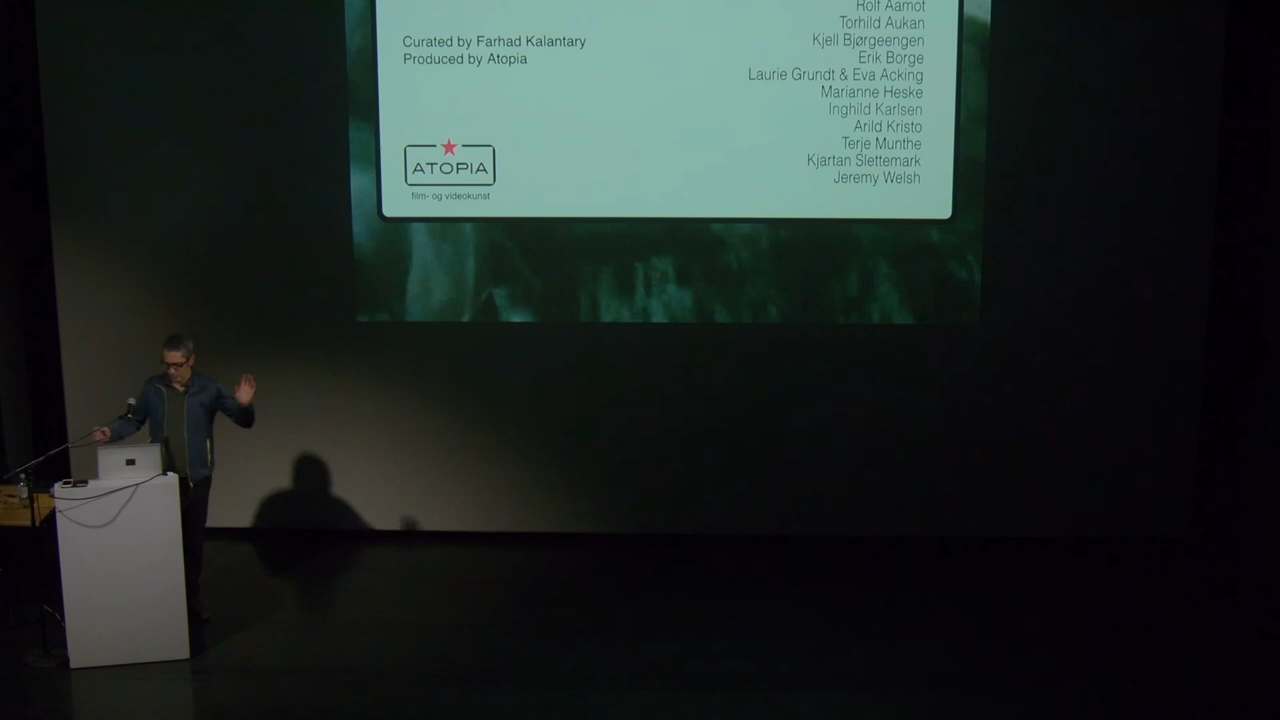 Curated by Farhad Kalantary
Produced by Atopia
ATOPIA
film- og videokunst
Rolf Aamot
Torhild Aukan
Kjell Bjørgeengen
Erik Borge
Laurie Grundt & Eva Acking
Marianne Heske
Inghild Karlsen
Arild Kristo
Terje Munthe
Kjartan Slettemark
Jeremy Welsh